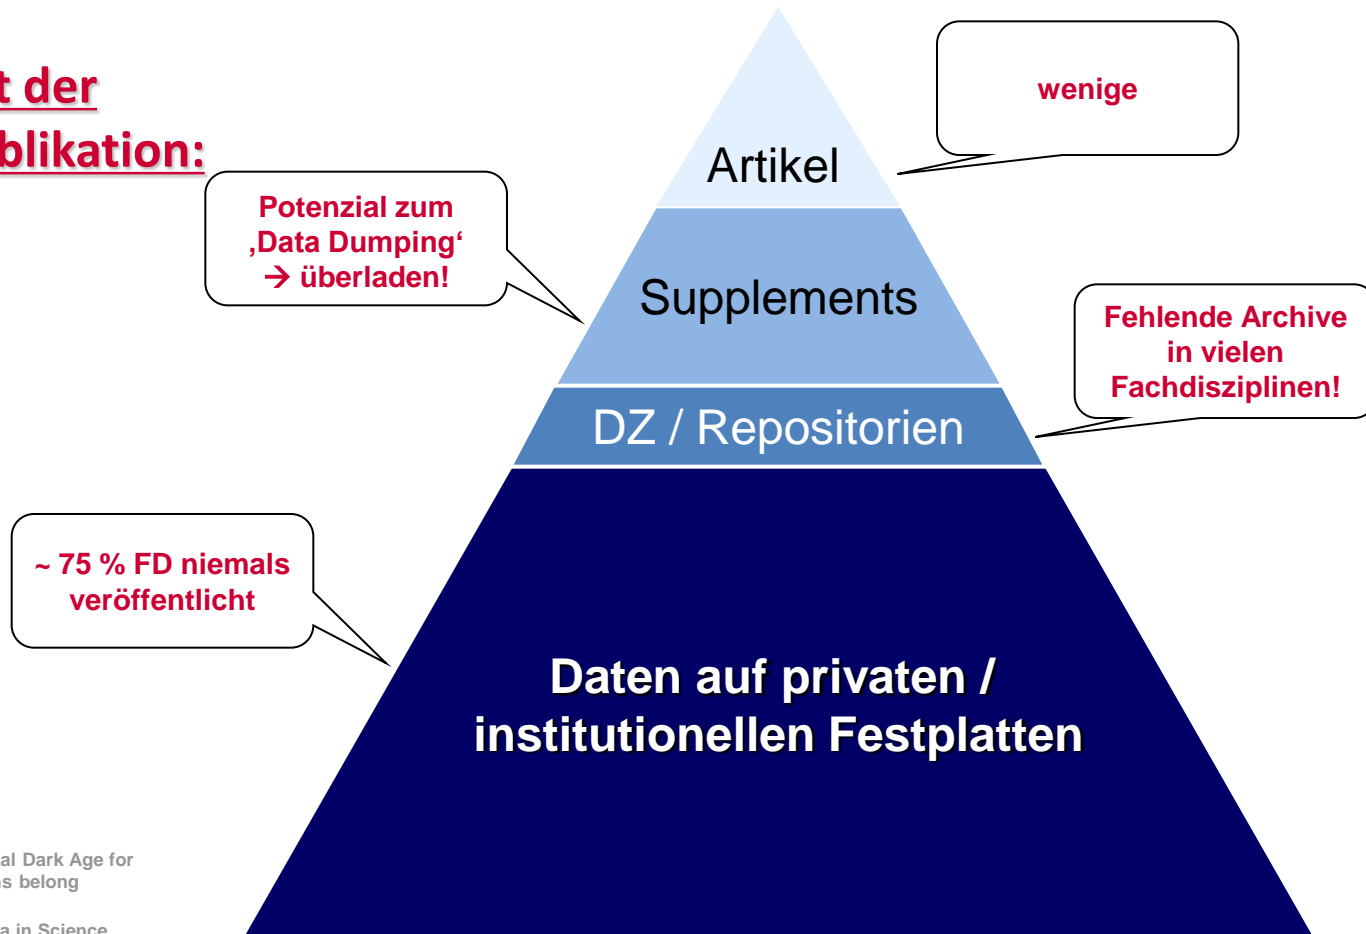 t der
blikation:
wenige
Artikel
Potenzial zum
‚Data Dumping‘
→ überladen!
Supplements
Fehlende Archive
in vielen
Fachdisziplinen!
DZ / Repositorien
~ 75 % FD niemals
veröffentlicht
Daten auf privaten /
institutionellen Festplatten
al Dark Age for
s belong
a in Science